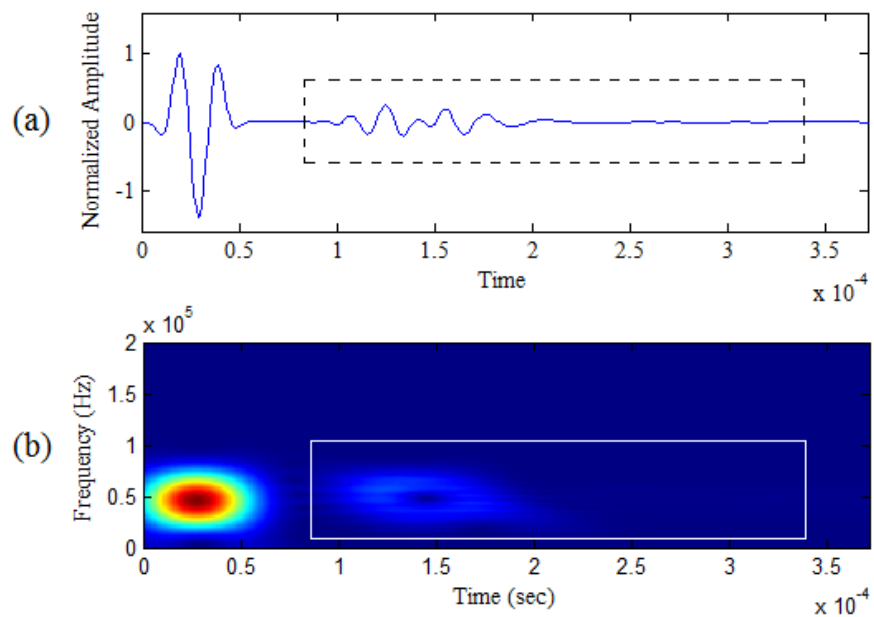 (a)
Normalized Amplitude
1
0
-1
0 0.5 1 1.5 2 2.5 3 3.5
Time
x 10-4
(b)
x 10 5
Frequency (Hz)
2
1.5
1
0.5
0
0 0.5 1 1.5 2 2.5 3 3.5
Time (sec)
x 10-4